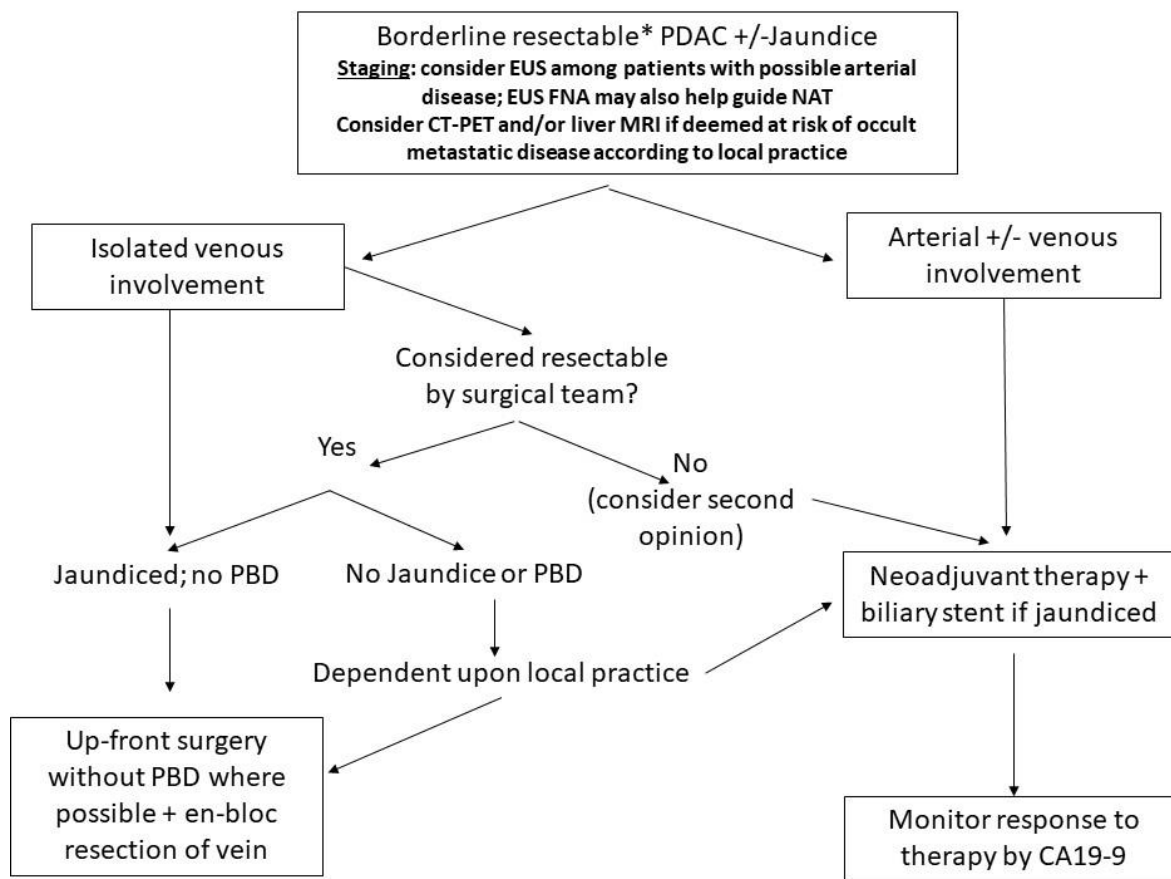 Borderline resectable* PDAC +/-Jaundice
Staging: consider EUS among patients with possible arterial
disease; EUS FNA may also help guide NAT
Consider CT-PET and/or liver MRI if deemed at risk of occult
metastatic disease according to local practice
Isolated venous
involvement
Arterial +/- venous
involvement
Considered resectable
by surgical team?
Yes
No
(consider second
opinion)
Jaundiced; no PBD
No Jaundice or PBD
Neoadjuvant therapy +
biliary stent if jaundiced
Dependent upon local practice
Up-front surgery
without PBD where
possible + en-bloc
resection of vein
Monitor response to
therapy by CA19-9